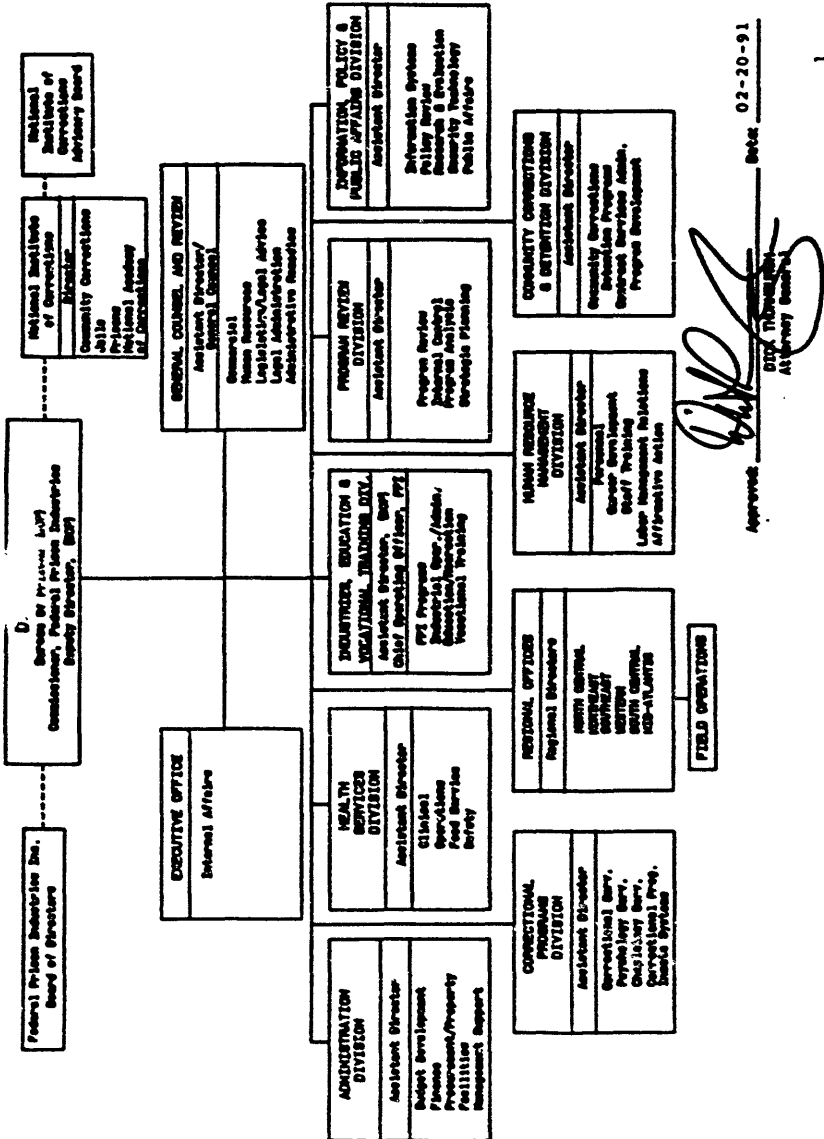 D.
Bureau of Prisons (BOP)
Commissioner, Federal Prison Industries
Deputy Director, BOP)
Federal Prison Industries Inc.
Board of Directors
National Institute
of Corrections
Director
Community Corrections
Jails
Prisons
National Academy
of Corrections
National
Institute of
Corrections
Advisory Board
EXECUTIVE OFFICE
Internal Affairs
GENERAL COUNSEL AND REVIEW
Assistant Director/
General Counsel
Commercial
Human Resources
Legislative/Legal Advice
Legal Administration
Administrative Remedies
ADMINISTRATION
DIVISION
Assistant Director
Budget Development
Finance
Procurement/Property
Facilities
Management Support
HEALTH
SERVICES
DIVISION
Assistant Director
Clinical
Operations
Food Service
Safety
INDUSTRIES, EDUCATION &
VOCATIONAL TRAINING DIV.
Assistant Director, BOP)
Chief Operating Officer, FPI
FPI Programs
Industrial Oper./Admin.
Education/Recreation
Vocational Training
PROGRAM REVIEW
DIVISION
Assistant Director
Program Review
Internal Control
Program Analysis
Strategic Planning
INFORMATION, POLICY &
PUBLIC AFFAIRS DIVISION
Assistant Director
Information Systems
Policy Review
Research & Evaluation
Security Technology
Public Affairs
CORRECTIONAL
PROGRAMS
DIVISION
Assistant Director
Correctional Serv.
Psychology Serv.
Chaplaincy Serv.
Correctional Prog.
Inmate Systems
REGIONAL OFFICES
Regional Directors
NORTH CENTRAL
NORTHEAST
SOUTHEAST
WESTERN
SOUTH CENTRAL
MID-ATLANTIC
FIELD OPERATIONS
HUMAN RESOURCE
MANAGEMENT
DIVISION
Assistant Director
Personnel
Career Development
Staff Training
Labor Management Relations
Affirmative Action
COMMUNITY CORRECTIONS
& DETENTION DIVISION
Assistant Director
Community Corrections
Detention Programs
Contract Services Admin.
Program Development
Approved: Date: 02-20-91
DICK THORNBURGH
Attorney General
1